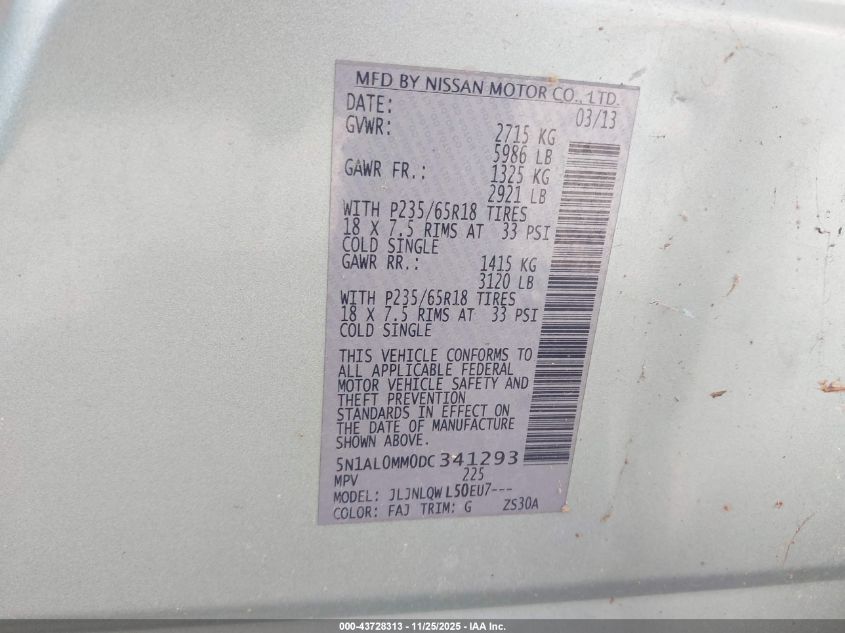 MFD BY NISSAN MOTOR CO., LTD.
DATE: 03/13
GVWR: 2715 KG
5986 LB
GAWR FR.: 1325 KG
2921 LB
WITH P235/65R18 TIRES
18 X 7.5 RIMS AT 33 PSI
COLD SINGLE
GAWR RR.: 1415 KG
3120 LB
WITH P235/65R18 TIRES
18 X 7.5 RIMS AT 33 PSI
COLD SINGLE
THIS VEHICLE CONFORMS TO
ALL APPLICABLE FEDERAL
MOTOR VEHICLE SAFETY AND
THEFT PREVENTION
STANDARDS IN EFFECT ON
THE DATE OF MANUFACTURE
SHOWN ABOVE.
5N1AL0MM0DC341293
MPV 225
MODEL: JLJNLQWL50EU7---
COLOR: FAJ TRIM: G ZS30A
000-43728313 - 11/25/2025 - IAA Inc.